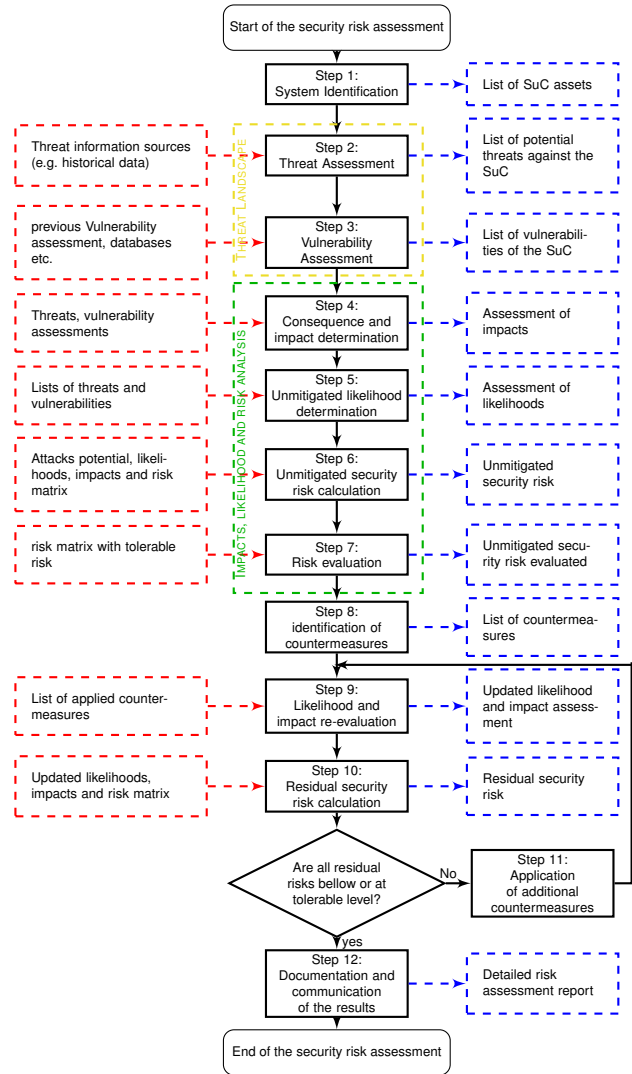 Start of the security risk assessment
Step 1:
System Identification
List of SuC assets
THREAT LANDSCAPE
Threat information sources
(e.g. historical data)
Step 2:
Threat Assessment
List of potential
threats against the
SuC
previous Vulnerability
assessment, databases
etc.
Step 3:
Vulnerability
Assessment
List of vulnerabili-
ties of the SuC
IMPACTS, LIKELIHOOD AND RISK ANALYSIS
Threats, vulnerability
assessments
Step 4:
Consequence and
impact determination
Assessment of
impacts
Lists of threats and
vulnerabilities
Step 5:
Unmitigated likelihood
determination
Assessment of
likelihoods
Attacks potential, likeli-
hoods, impacts and risk
matrix
Step 6:
Unmitigated security
risk calculation
Unmitigated
security risk
risk matrix with tolerable
risk
Step 7:
Risk evaluation
Unmitigated secu-
rity risk evaluated
Step 8:
identification of
countermeasures
List of countermea-
sures
List of applied counter-
measures
Step 9:
Likelihood and
impact re-evaluation
Updated likelihood
and impact assess-
ment
Updated likelihoods,
impacts and risk matrix
Step 10:
Residual security
risk calculation
Residual security
risk
Are all residual
risks bellow or at
tolerable level?
No
Step 11:
Application
of additional
countermeasures
yes
Step 12:
Documentation and
communication
of the results
Detailed risk
assessment report
End of the security risk assessment